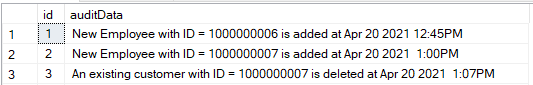 id auditData
1 1 New Employee with ID = 1000000006 is added at Apr 20 2021 12:45PM
2 2 New Employee with ID = 1000000007 is added at Apr 20 2021  1:00PM
3 3 An existing customer with ID = 1000000007 is deleted at Apr 20 2021  1:07PM